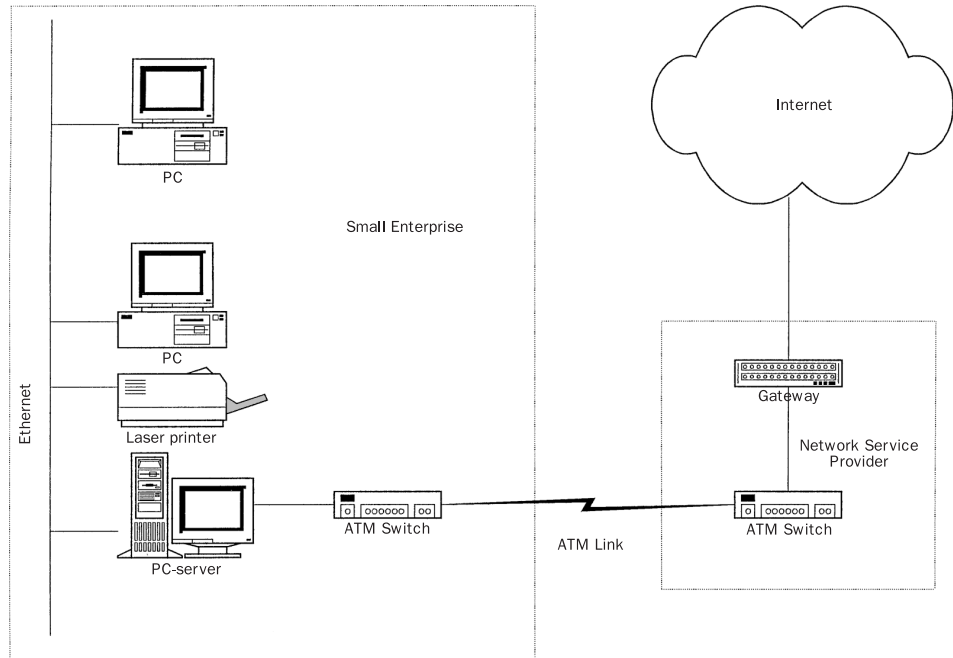 Internet
PC
Small Enterprise
PC
Ethernet
Gateway
Laser printer
Network Service
Provider
ATM Switch
ATM Link
ATM Switch
PC-server